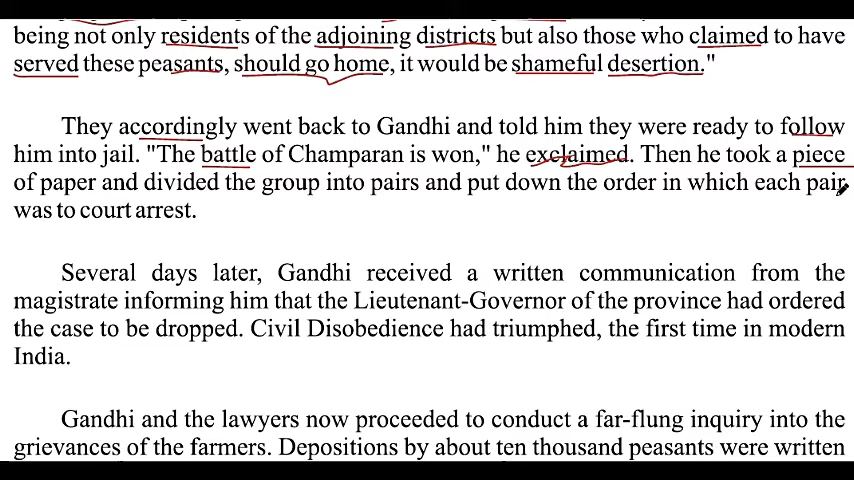 being not only residents of the adjoining districts but also those who claimed to have
served these peasants, should go home, it would be shameful desertion."
They accordingly went back to Gandhi and told him they were ready to follow
him into jail. "The battle of Champaran is won," he exclaimed. Then he took a piece
of paper and divided the group into pairs and put down the order in which each pair
was to court arrest.
Several days later, Gandhi received a written communication from the
magistrate informing him that the Lieutenant-Governor of the province had ordered
the case to be dropped. Civil Disobedience had triumphed, the first time in modern
India.
Gandhi and the lawyers now proceeded to conduct a far-flung inquiry into the
grievances of the farmers. Depositions by about ten thousand peasants were written